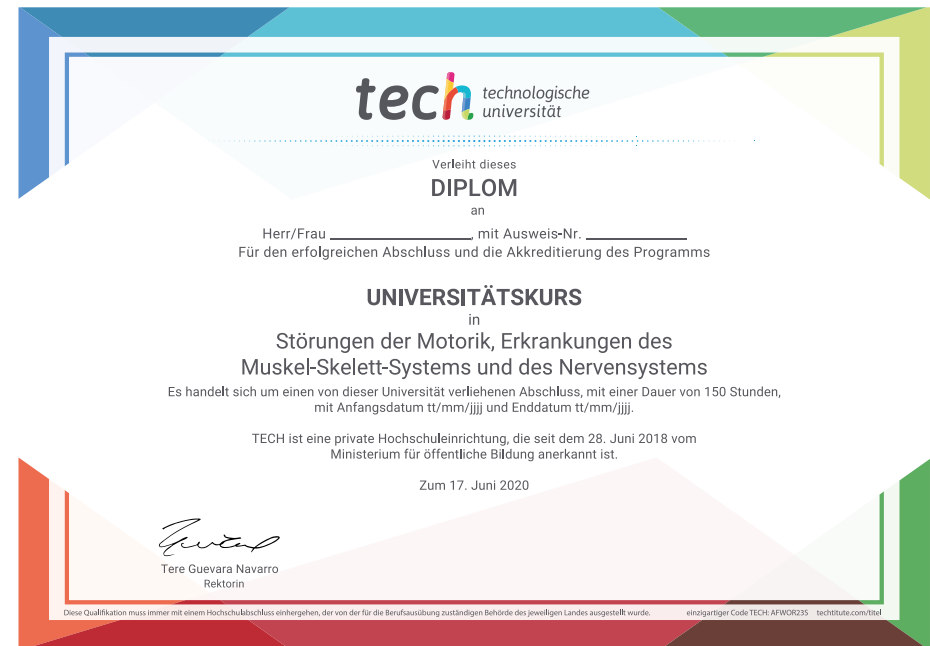 tech technologische
universität
Verleiht dieses
DIPLOM
an
Herr/Frau ____________________, mit Ausweis-Nr. ______________
Für den erfolgreichen Abschluss und die Akkreditierung des Programms
UNIVERSITÄTSKURS
in
Störungen der Motorik, Erkrankungen des
Muskel-Skelett-Systems und des Nervensystems
Es handelt sich um einen von dieser Universität verliehenen Abschluss, mit einer Dauer von 150 Stunden,
mit Anfangsdatum tt/mm/jjjj und Enddatum tt/mm/jjjj.
TECH ist eine private Hochschuleinrichtung, die seit dem 28. Juni 2018 vom
Ministerium für öffentliche Bildung anerkannt ist.
Zum 17. Juni 2020
Tere Guevara Navarro
Rektorin
Diese Qualifikation muss immer mit einem Hochschulabschluss einhergehen, der von der für die Berufsausübung zuständigen Behörde des jeweiligen Landes ausgestellt wurde. einzigartiger Code TECH: AFWOR235 techtitute.com/titel